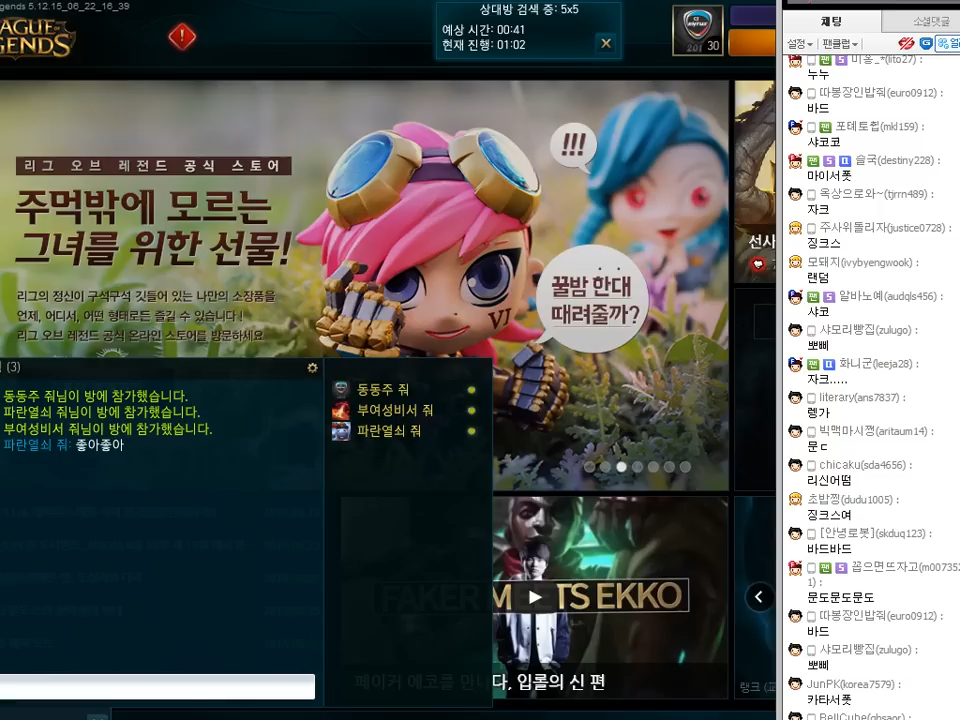 gends 5.12.15_06_22_16_39
EAGUE OF
GENDS
상대방 검색 중: 5x5
예상 시간: 00:41
현재 진행: 01:02
30
채팅
소셜댓글
설정
팬클럽
리그 오브 레전드 공식 스토어
주먹밖에 모르는
그녀를 위한 선물!
리그의 정신이 구석구석 깃들어 있는 나만의 소장품을
언제, 어디서, 어떤 형태로든 즐길 수 있습니다!
리그 오브 레전드 공식 온라인 스토어를 방문하세요
!!!
꿀밤 한대
때려줄까?
VI
선사
(3)
동동주 줘님이 방에 참가했습니다.
파란열쇠 줘님이 방에 참가했습니다.
부여성비서 줘님이 방에 참가했습니다.
파란열쇠 줘: 좋아좋아
동동주 줘
부여성비서 줘
파란열쇠 줘
FAKER MEETS EKKO
페이커 에코를 만나다, 입롤의 신 편
랭크
누누
따봉장인밥줘(euro0912) :
바드
포테토칩(mkl159) :
샤코코
슬국(destiny228) :
마이서폿
옥상으로와~(tjrrn489) :
자크
주사위돌리자(justice0728) :
징크스
모돼지(ivybyengwook) :
랜덤
알바노예(audqls456) :
샤코
샤모리빵집(zulugo) :
뽀삐
화니군(leeja28) :
자크.....
literary(ans7837) :
렝가
빅맥마시쪙(aritaum14) :
문ㄷ
chicaku(sda4656) :
리신어떰
초밥찡(dudu1005) :
징크스여
[안녕로봇](skduq123) :
바드바드
꼽으면뜨자고(m007352
1) :
문도문도문도
따봉장인밥줘(euro0912) :
바드
샤모리빵집(zulugo) :
뽀삐
JunPK(korea7579) :
카타서폿
BellCube(gbsaor) :